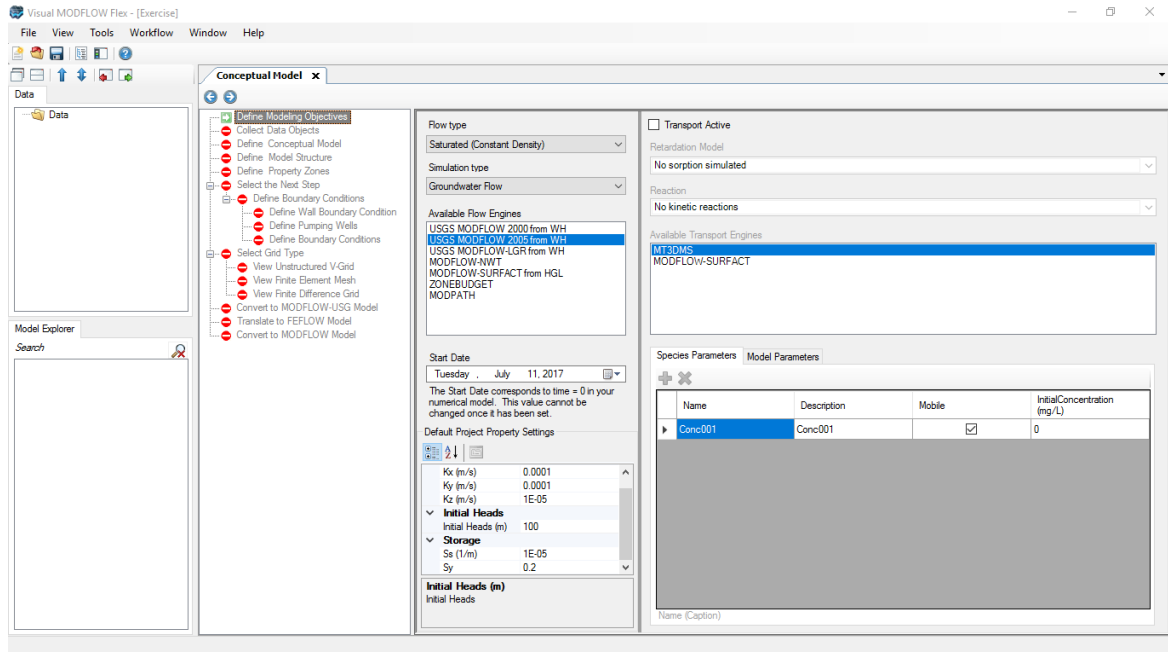 Visual MODFLOW Flex - [Exercise]
File View Tools Workflow Window Help
Conceptual Model x
Data
Data
Model Explorer
Search
Define Modeling Objectives
Collect Data Objects
Define Conceptual Model
Define Model Structure
Define Property Zones
Select the Next Step
Define Boundary Conditions
Define Wall Boundary Condition
Define Pumping Wells
Define Boundary Conditions
Select Grid Type
View Unstructured V-Grid
View Finite Element Mesh
View Finite Difference Grid
Convert to MODFLOW-USG Model
Translate to FEFLOW Model
Convert to MODFLOW Model
Flow type
Saturated (Constant Density)
Simulation type
Groundwater Flow
Available Flow Engines
USGS MODFLOW 2000 from WH
USGS MODFLOW 2005 from WH
USGS MODFLOW-LGR from WH
MODFLOW-NWT
MODFLOW-SURFACT from HGL
ZONEBUDGET
MODPATH
Start Date
Tuesday , July 11, 2017
The Start Date corresponds to time = 0 in your
numerical model. This value cannot be
changed once it has been set.
Default Project Property Settings
Kx (m/s) 0.0001
Ky (m/s) 0.0001
Kz (m/s) 1E-05
Initial Heads
Initial Heads (m) 100
Storage
Ss (1/m) 1E-05
Sy 0.2
Initial Heads (m)
Initial Heads
Transport Active
Retardation Model
No sorption simulated
Reaction
No kinetic reactions
Available Transport Engines
MT3DMS
MODFLOW-SURFACT
Species Parameters Model Parameters
Name Description Mobile InitialConcentration
(mg/L)
Conc001 Conc001 0
Name (Caption)